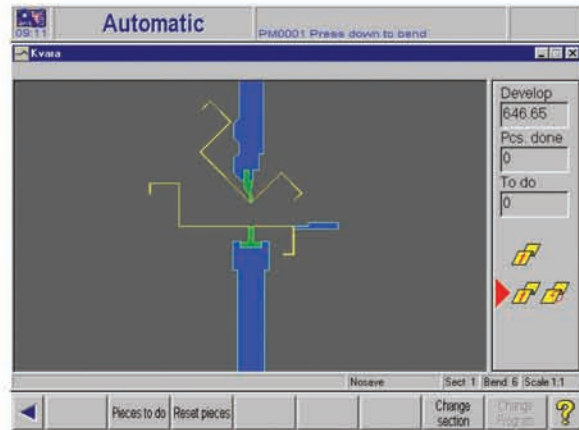 09:11
Automatic
PM0001 Press down to bend
Kvara
Develop
646.65
Pcs. done
0
To do
0
Nosave
Sect. 1
Bend. 6
Scale 1:1
Pieces to do
Reset pieces
Change
section
Change
Program
?